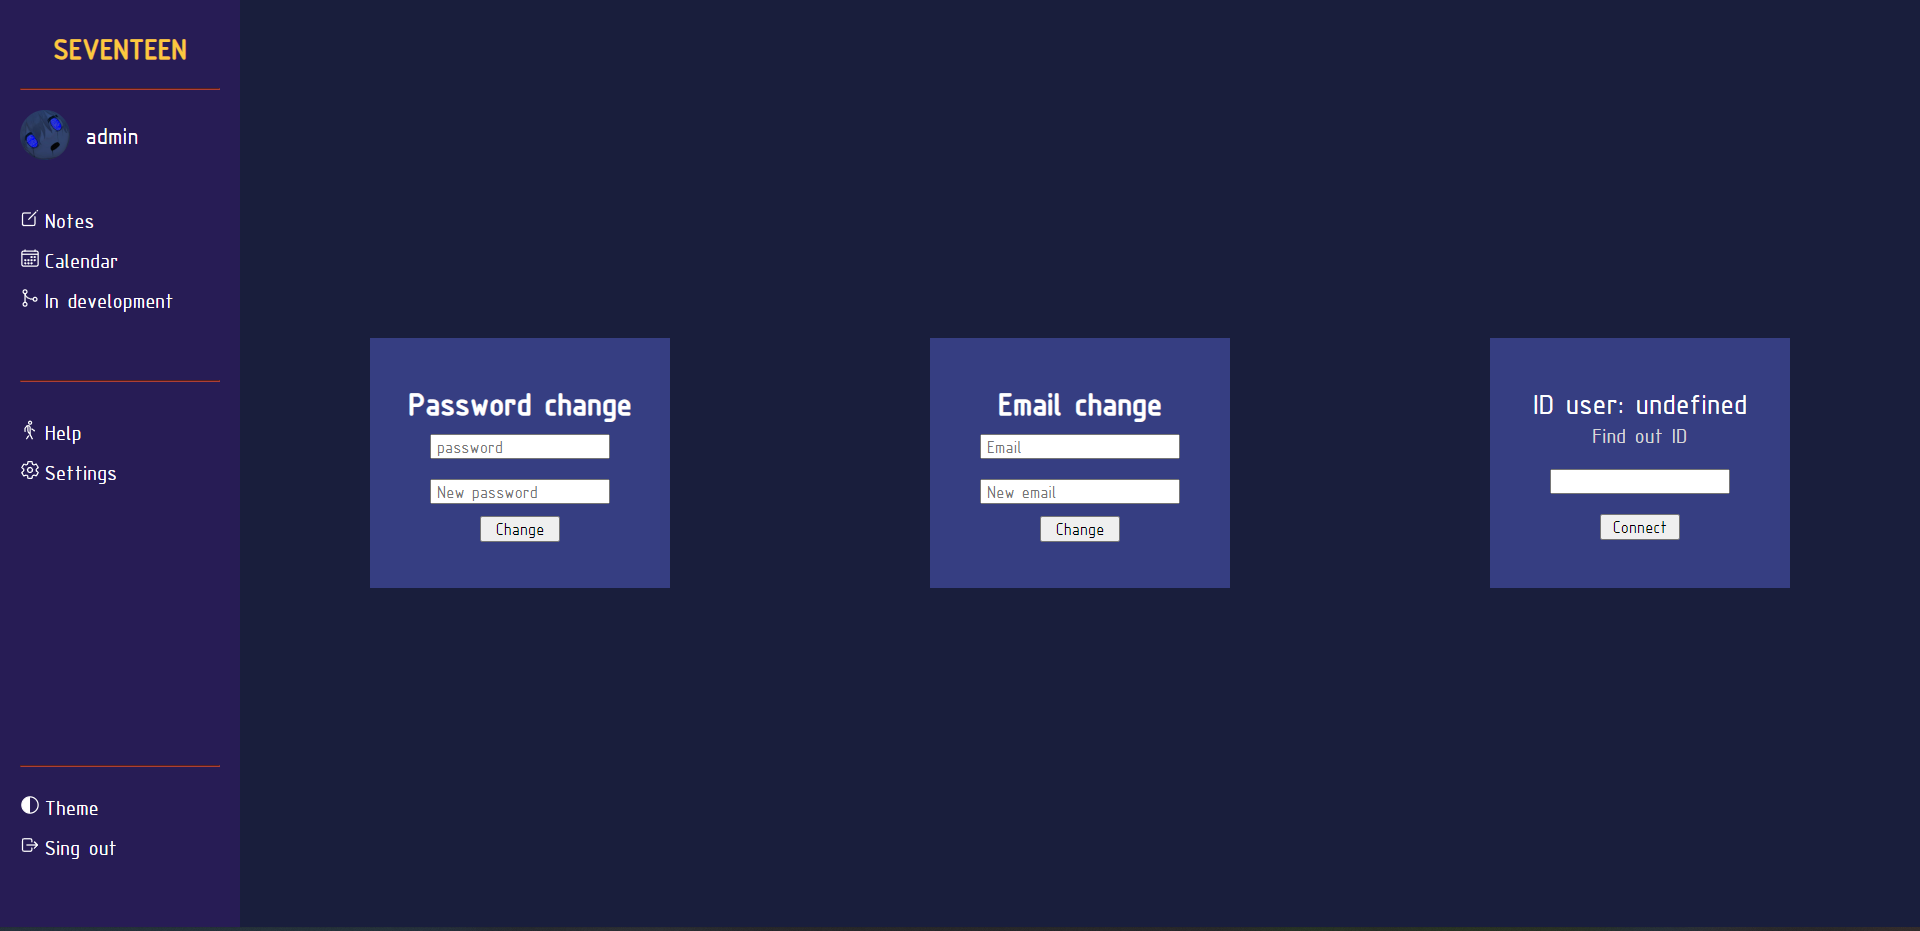 SEVENTEEN
admin
Notes
Calendar
In development
Help
Settings
Theme
Sing out
Password change
password
New password
Change
Email change
Email
New email
Change
ID user: undefined
Find out ID
Connect